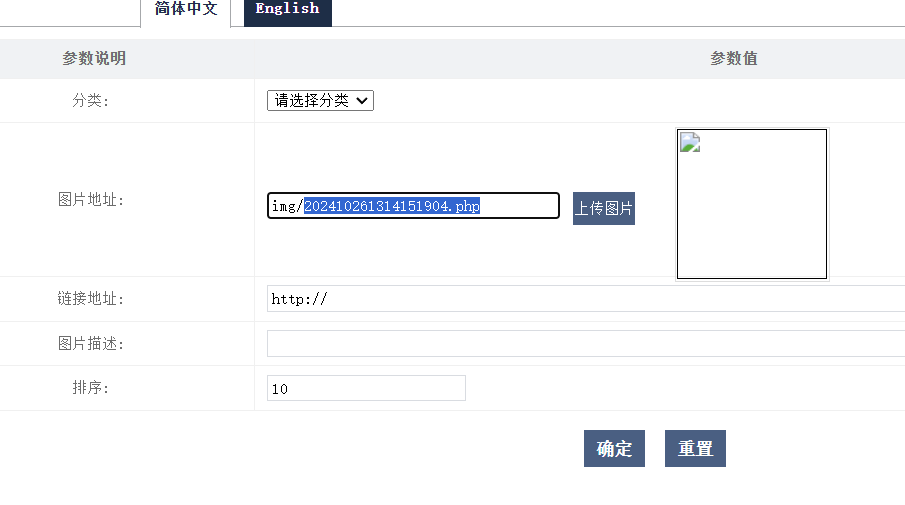 简体中文 English
参数说明 参数值
分类: 请选择分类
图片地址: img/202410261314151904.php 上传图片
链接地址: http://
图片描述:
排序: 10
确定 重置